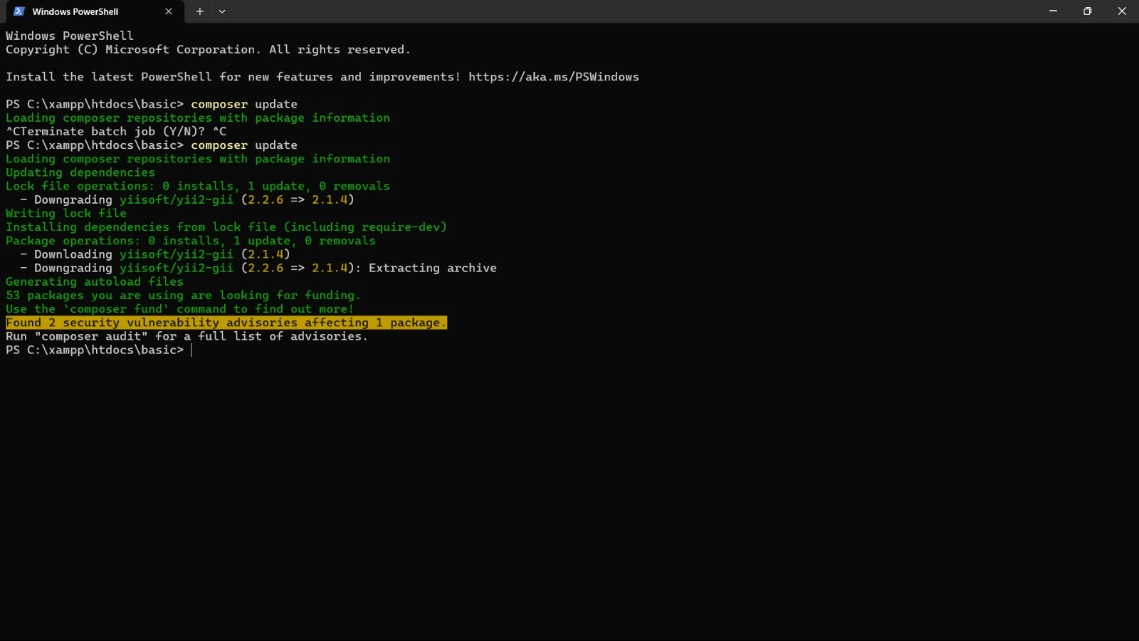 Windows PowerShell
Windows PowerShell
Copyright (C) Microsoft Corporation. All rights reserved.
Install the latest PowerShell for new features and improvements! https://aka.ms/PSWindows
PS C:\xampp\htdocs\basic> composer update
Loading composer repositories with package information
^CTerminate batch job (Y/N)? ^C
PS C:\xampp\htdocs\basic> composer update
Loading composer repositories with package information
Updating dependencies
Lock file operations: 0 installs, 1 update, 0 removals
  - Downgrading yiisoft/yii2-gii (2.2.6 => 2.1.4)
Writing lock file
Installing dependencies from lock file (including require-dev)
Package operations: 0 installs, 1 update, 0 removals
  - Downloading yiisoft/yii2-gii (2.1.4)
  - Downgrading yiisoft/yii2-gii (2.2.6 => 2.1.4): Extracting archive
Generating autoload files
53 packages you are using are looking for funding.
Use the `composer fund` command to find out more!
Found 2 security vulnerability advisories affecting 1 package.
Run "composer audit" for a full list of advisories.
PS C:\xampp\htdocs\basic>